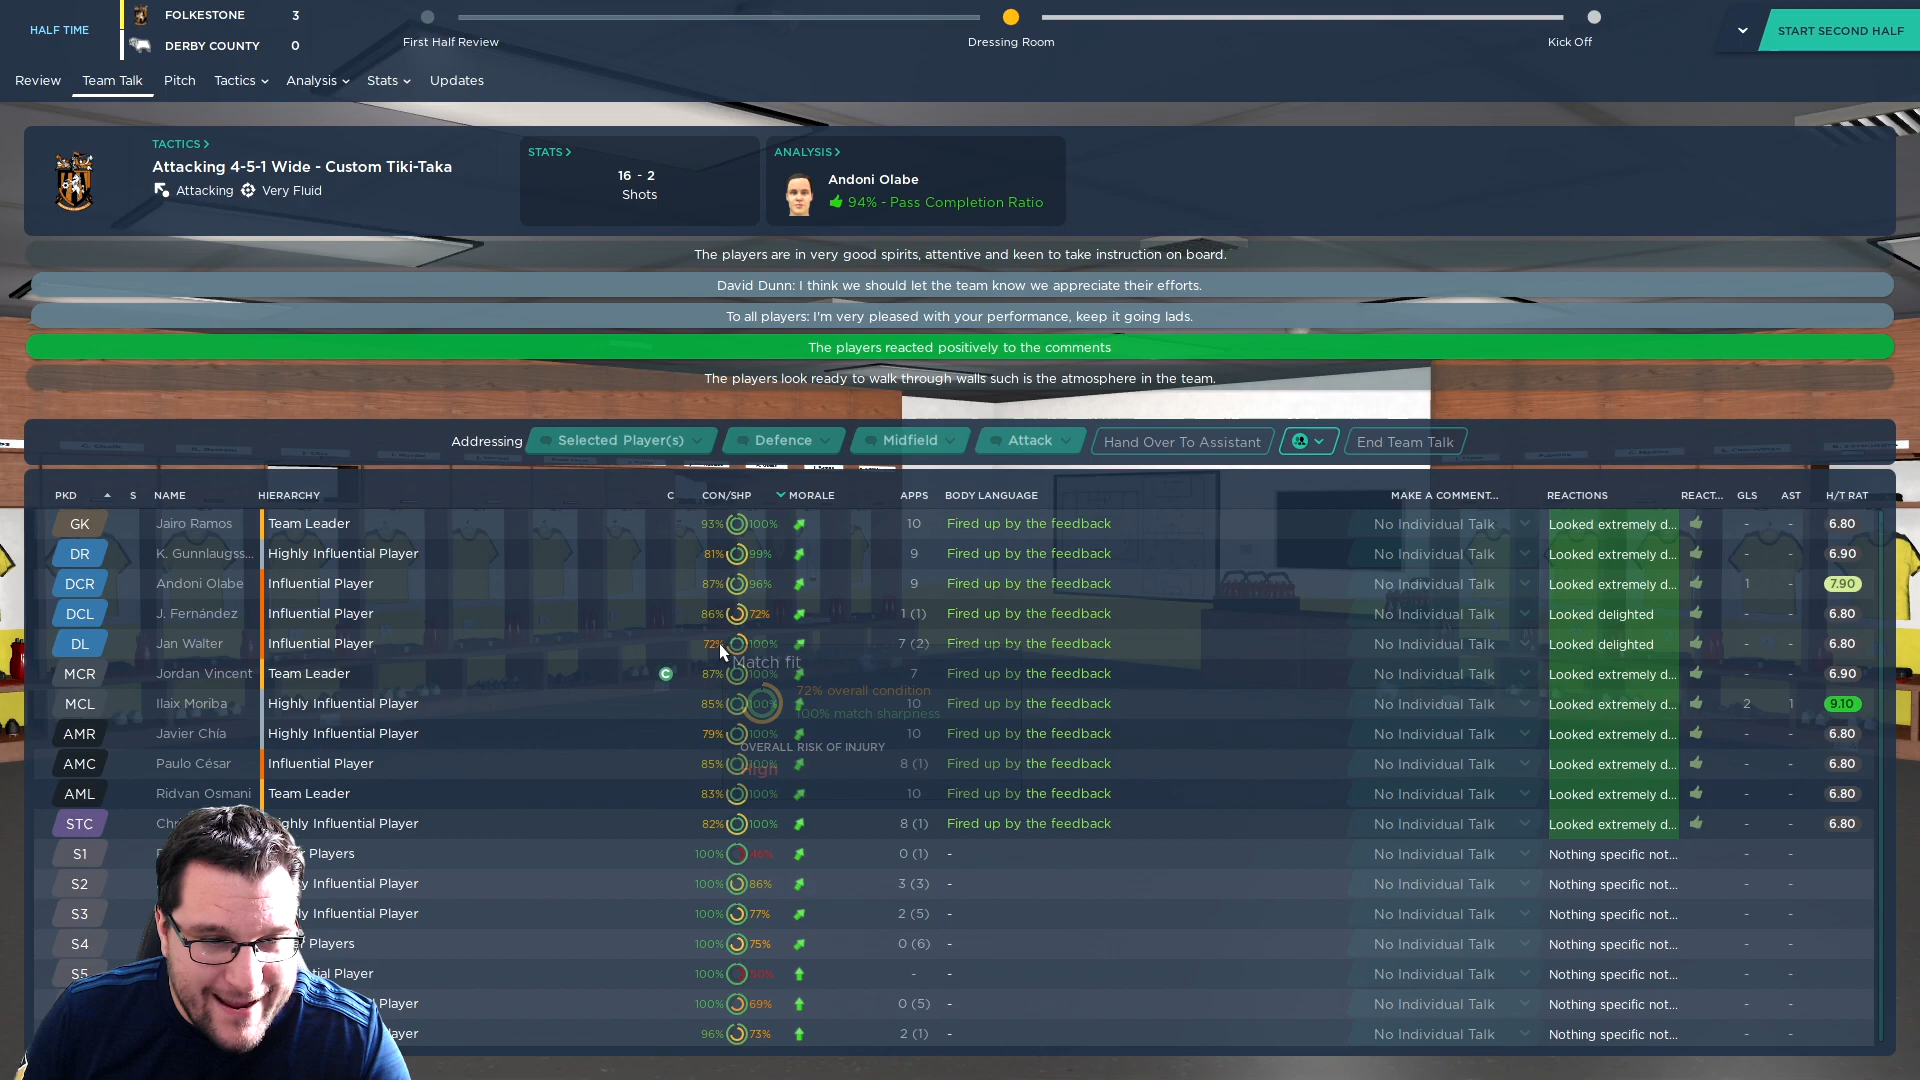 HALF TIME
FOLKESTONE 3
DERBY COUNTY 0
First Half Review
Dressing Room
Kick Off
START SECOND HALF
Review Team Talk Pitch Tactics Analysis Stats Updates
TACTICS
Attacking 4-5-1 Wide - Custom Tiki-Taka
Attacking Very Fluid
STATS
16 - 2
Shots
ANALYSIS
Andoni Olabe
94% - Pass Completion Ratio
The players are in very good spirits, attentive and keen to take instruction on board.
David Dunn: I think we should let the team know we appreciate their efforts.
To all players: I'm very pleased with your performance, keep it going lads.
The players reacted positively to the comments
The players look ready to walk through walls such is the atmosphere in the team.
Addressing Selected Player(s) Defence Midfield Attack Hand Over To Assistant End Team Talk
PKD S NAME HIERARCHY C CON/SHP MORALE APPS BODY LANGUAGE MAKE A COMMENT... REACTIONS REACT... GLS AST H/T RAT
GK Jairo Ramos Team Leader 93% 100% 10 Fired up by the feedback No Individual Talk Looked extremely d... - - 6.80
DR K. Gunnlaugss... Highly Influential Player 81% 99% 9 Fired up by the feedback No Individual Talk Looked extremely d... - - 6.90
DCR Andoni Olabe Influential Player 87% 96% 9 Fired up by the feedback No Individual Talk Looked extremely d... 1 - 7.90
DCL J. Fernández Influential Player 86% 72% 1 (1) Fired up by the feedback No Individual Talk Looked delighted - - 6.80
DL Jan Walter Influential Player 72% 100% 7 (2) Fired up by the feedback No Individual Talk Looked delighted - - 6.80
Match fit
MCR Jordan Vincent Team Leader C 87% 100% 7 Fired up by the feedback No Individual Talk Looked extremely d... - - 6.90
72% overall condition
MCL Ilaix Moriba Highly Influential Player 85% 100% 10 Fired up by the feedback No Individual Talk Looked extremely d... 2 1 9.10
100% match sharpness
AMR Javier Chía Highly Influential Player 79% 100% 10 Fired up by the feedback No Individual Talk Looked extremely d... - - 6.80
OVERALL RISK OF INJURY
AMC Paulo César Influential Player 85% 100% 8 (1) Fired up by the feedback No Individual Talk Looked extremely d... - - 6.80
High
AML Ridvan Osmani Team Leader 83% 100% 10 Fired up by the feedback No Individual Talk Looked extremely d... - - 6.80
STC ighly Influential Player 82% 100% 8 (1) Fired up by the feedback No Individual Talk Looked extremely d... - - 6.80
S1 Players 100% 46% 0 (1) - No Individual Talk Nothing specific not... - -
S2 Influential Player 100% 86% 3 (3) - No Individual Talk Nothing specific not... - -
S3 ly Influential Player 100% 77% 2 (5) - No Individual Talk Nothing specific not... - -
S4 Players 100% 75% 0 (6) - No Individual Talk Nothing specific not... - -
S5 tial Player 100% 50% - - No Individual Talk Nothing specific not... - -
Player 100% 69% 0 (5) - No Individual Talk Nothing specific not... - -
ayer 96% 73% 2 (1) - No Individual Talk Nothing specific not... - -